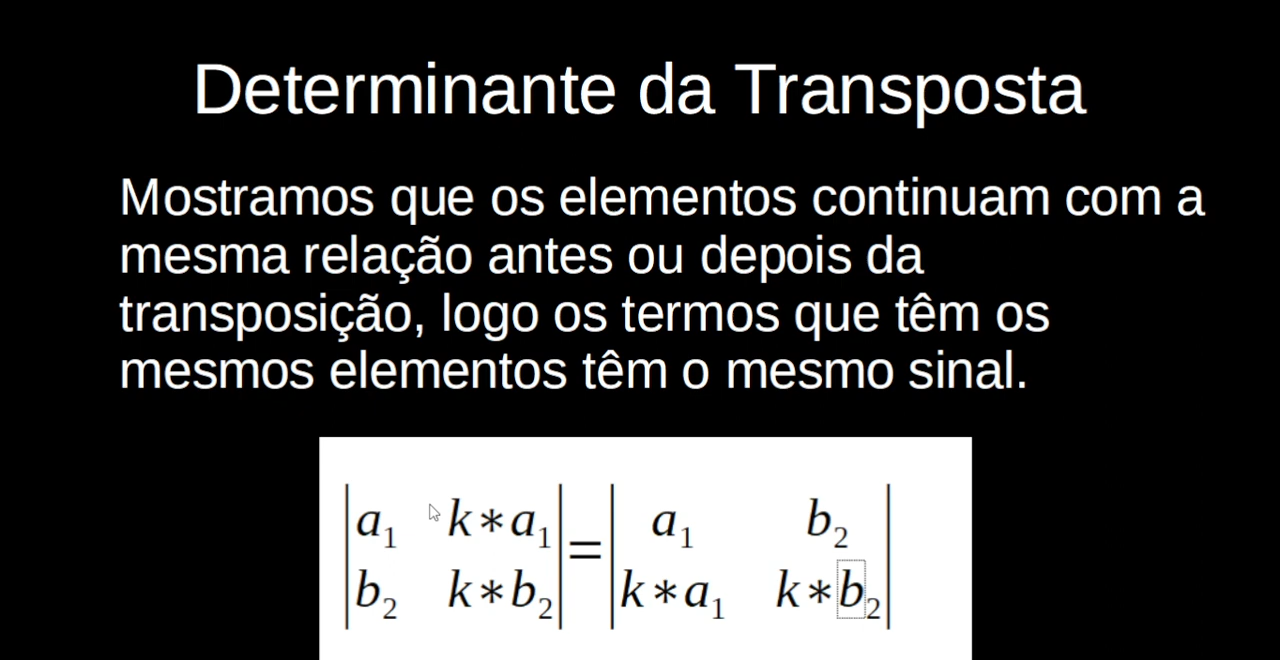 Determinante da Transposta
Mostramos que os elementos continuam com a
mesma relação antes ou depois da
transposição, logo os termos que têm os
mesmos elementos têm o mesmo sinal.
|a₁ k∗a₁| = |a₁ b₂|
|b₂ k∗b₂| |k∗a₁ k∗b₂|